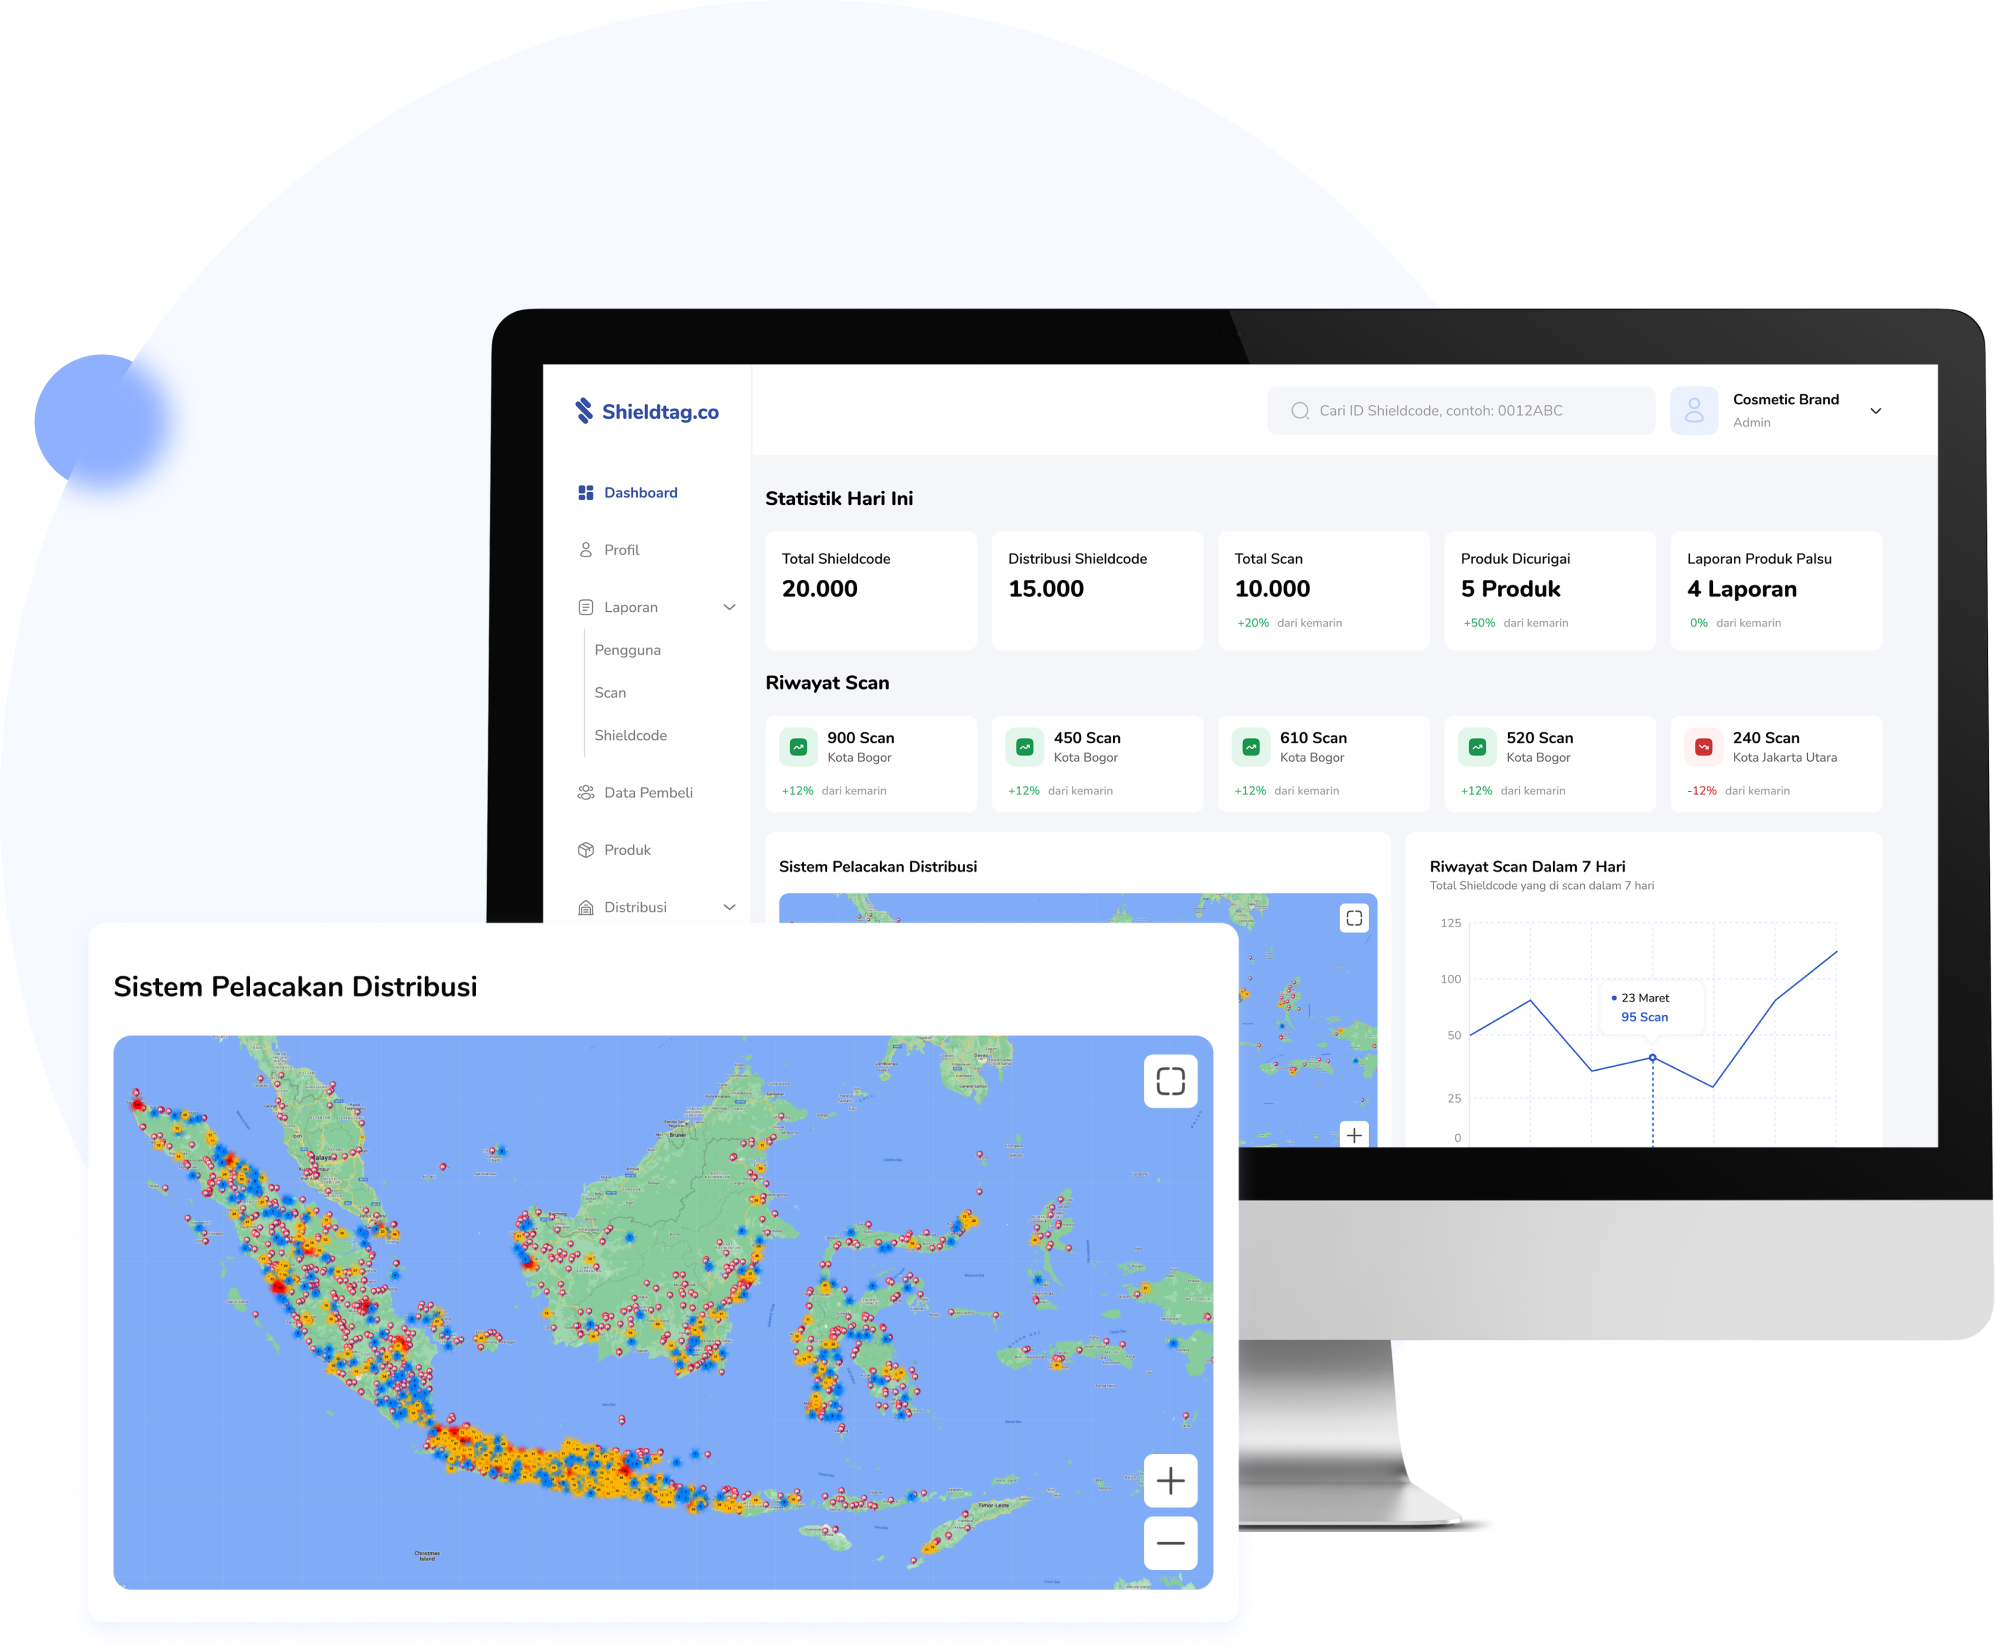 Shieldtag.co
Cari ID Shieldcode, contoh: 0012ABC
Cosmetic Brand
Admin
Dashboard
Profil
Laporan
Pengguna
Scan
Shieldcode
Data Pembeli
Produk
Distribusi
Statistik Hari Ini
Total Shieldcode
20.000
Distribusi Shieldcode
15.000
Total Scan
10.000
+20% dari kemarin
Produk Dicurigai
5 Produk
+50% dari kemarin
Laporan Produk Palsu
4 Laporan
0% dari kemarin
Riwayat Scan
900 Scan
Kota Bogor
+12% dari kemarin
450 Scan
Kota Bogor
+12% dari kemarin
610 Scan
Kota Bogor
+12% dari kemarin
520 Scan
Kota Bogor
+12% dari kemarin
240 Scan
Kota Jakarta Utara
-12% dari kemarin
Sistem Pelacakan Distribusi
Riwayat Scan Dalam 7 Hari
Total Shieldcode yang di scan dalam 7 hari
125
100
50
25
0
23 Maret
95 Scan
Sistem Pelacakan Distribusi
Brunei
Timor-Leste
Christmas
Island